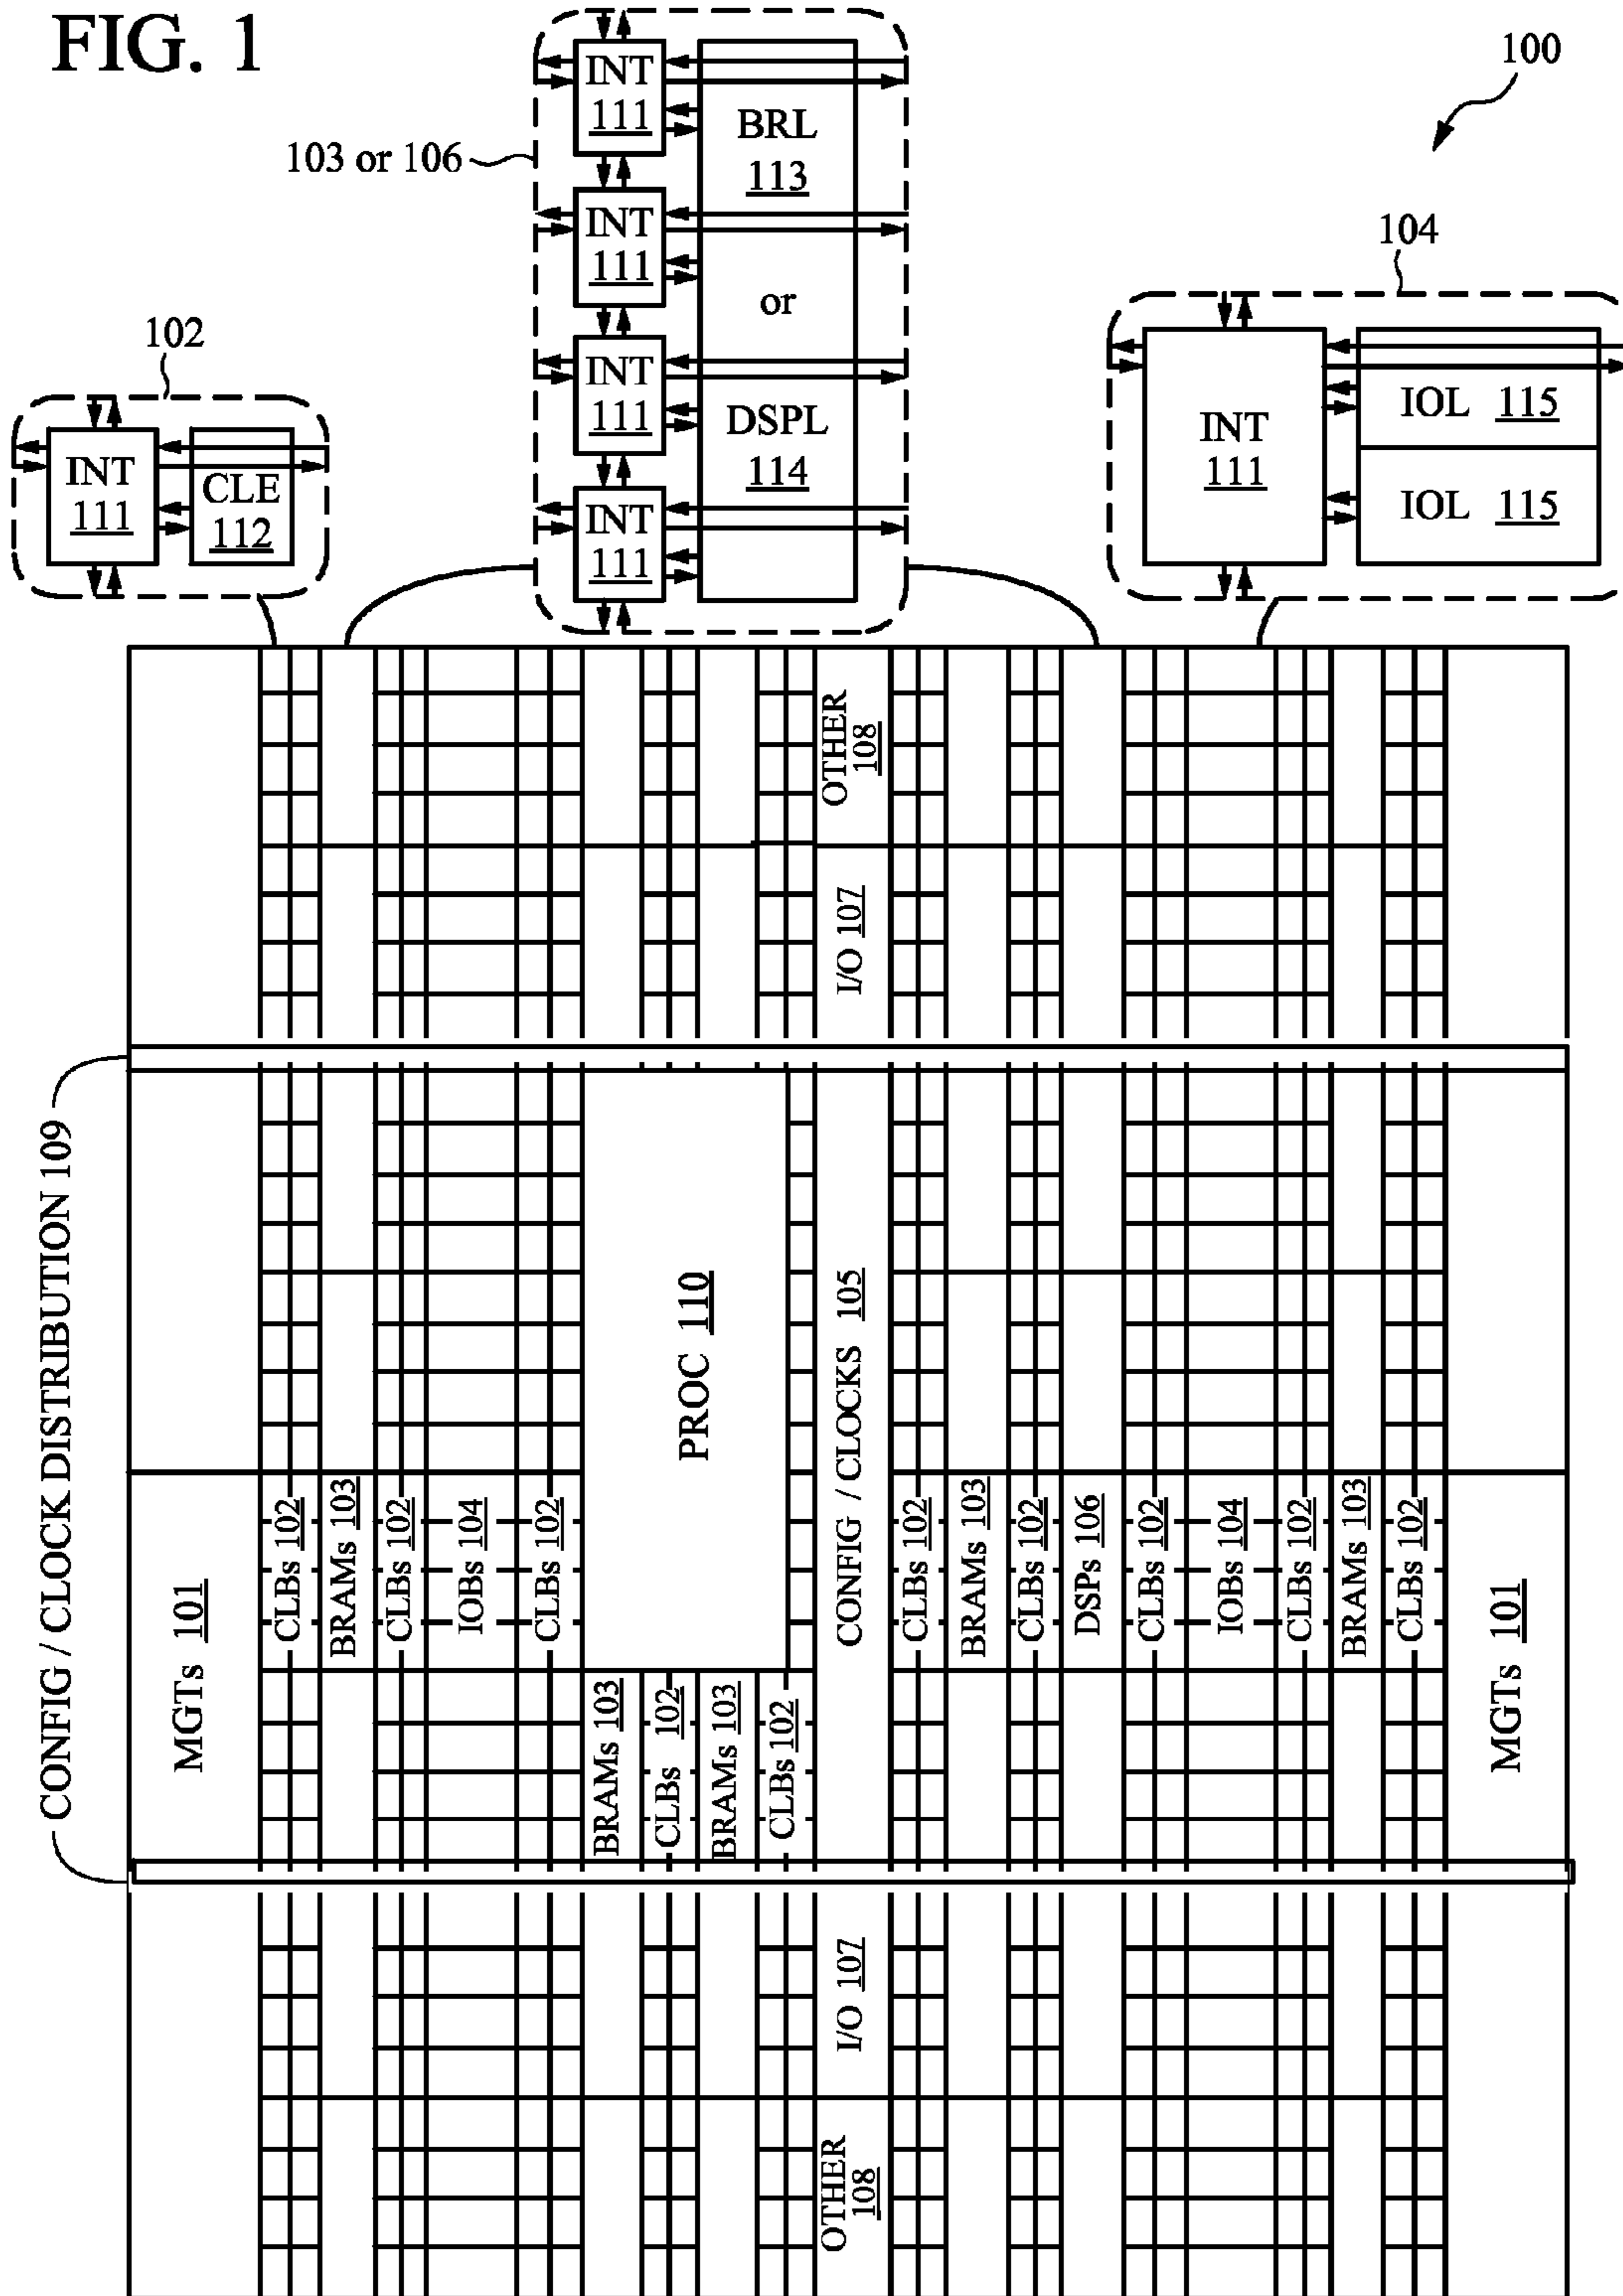 FIG. 1
100
103 or 106
INT
111
INT
111
INT
111
INT
111
BRL
113
or
DSPL
114
104
INT
111
IOL 115
IOL 115
102
INT
111
CLE
112
OTHER
108
I/O 107
CONFIG / CLOCK DISTRIBUTION 109
PROC 110
CONFIG / CLOCKS 105
MGTs 101
CLBs 102
BRAMs 103
CLBs 102
IOBs 104
CLBs 102
BRAMs 103
CLBs 102
BRAMs 103
CLBs 102
CLBs 102
BRAMs 103
CLBs 102
DSPs 106
CLBs 102
IOBs 104
CLBs 102
BRAMs 103
CLBs 102
MGTs 101
I/O 107
OTHER
108